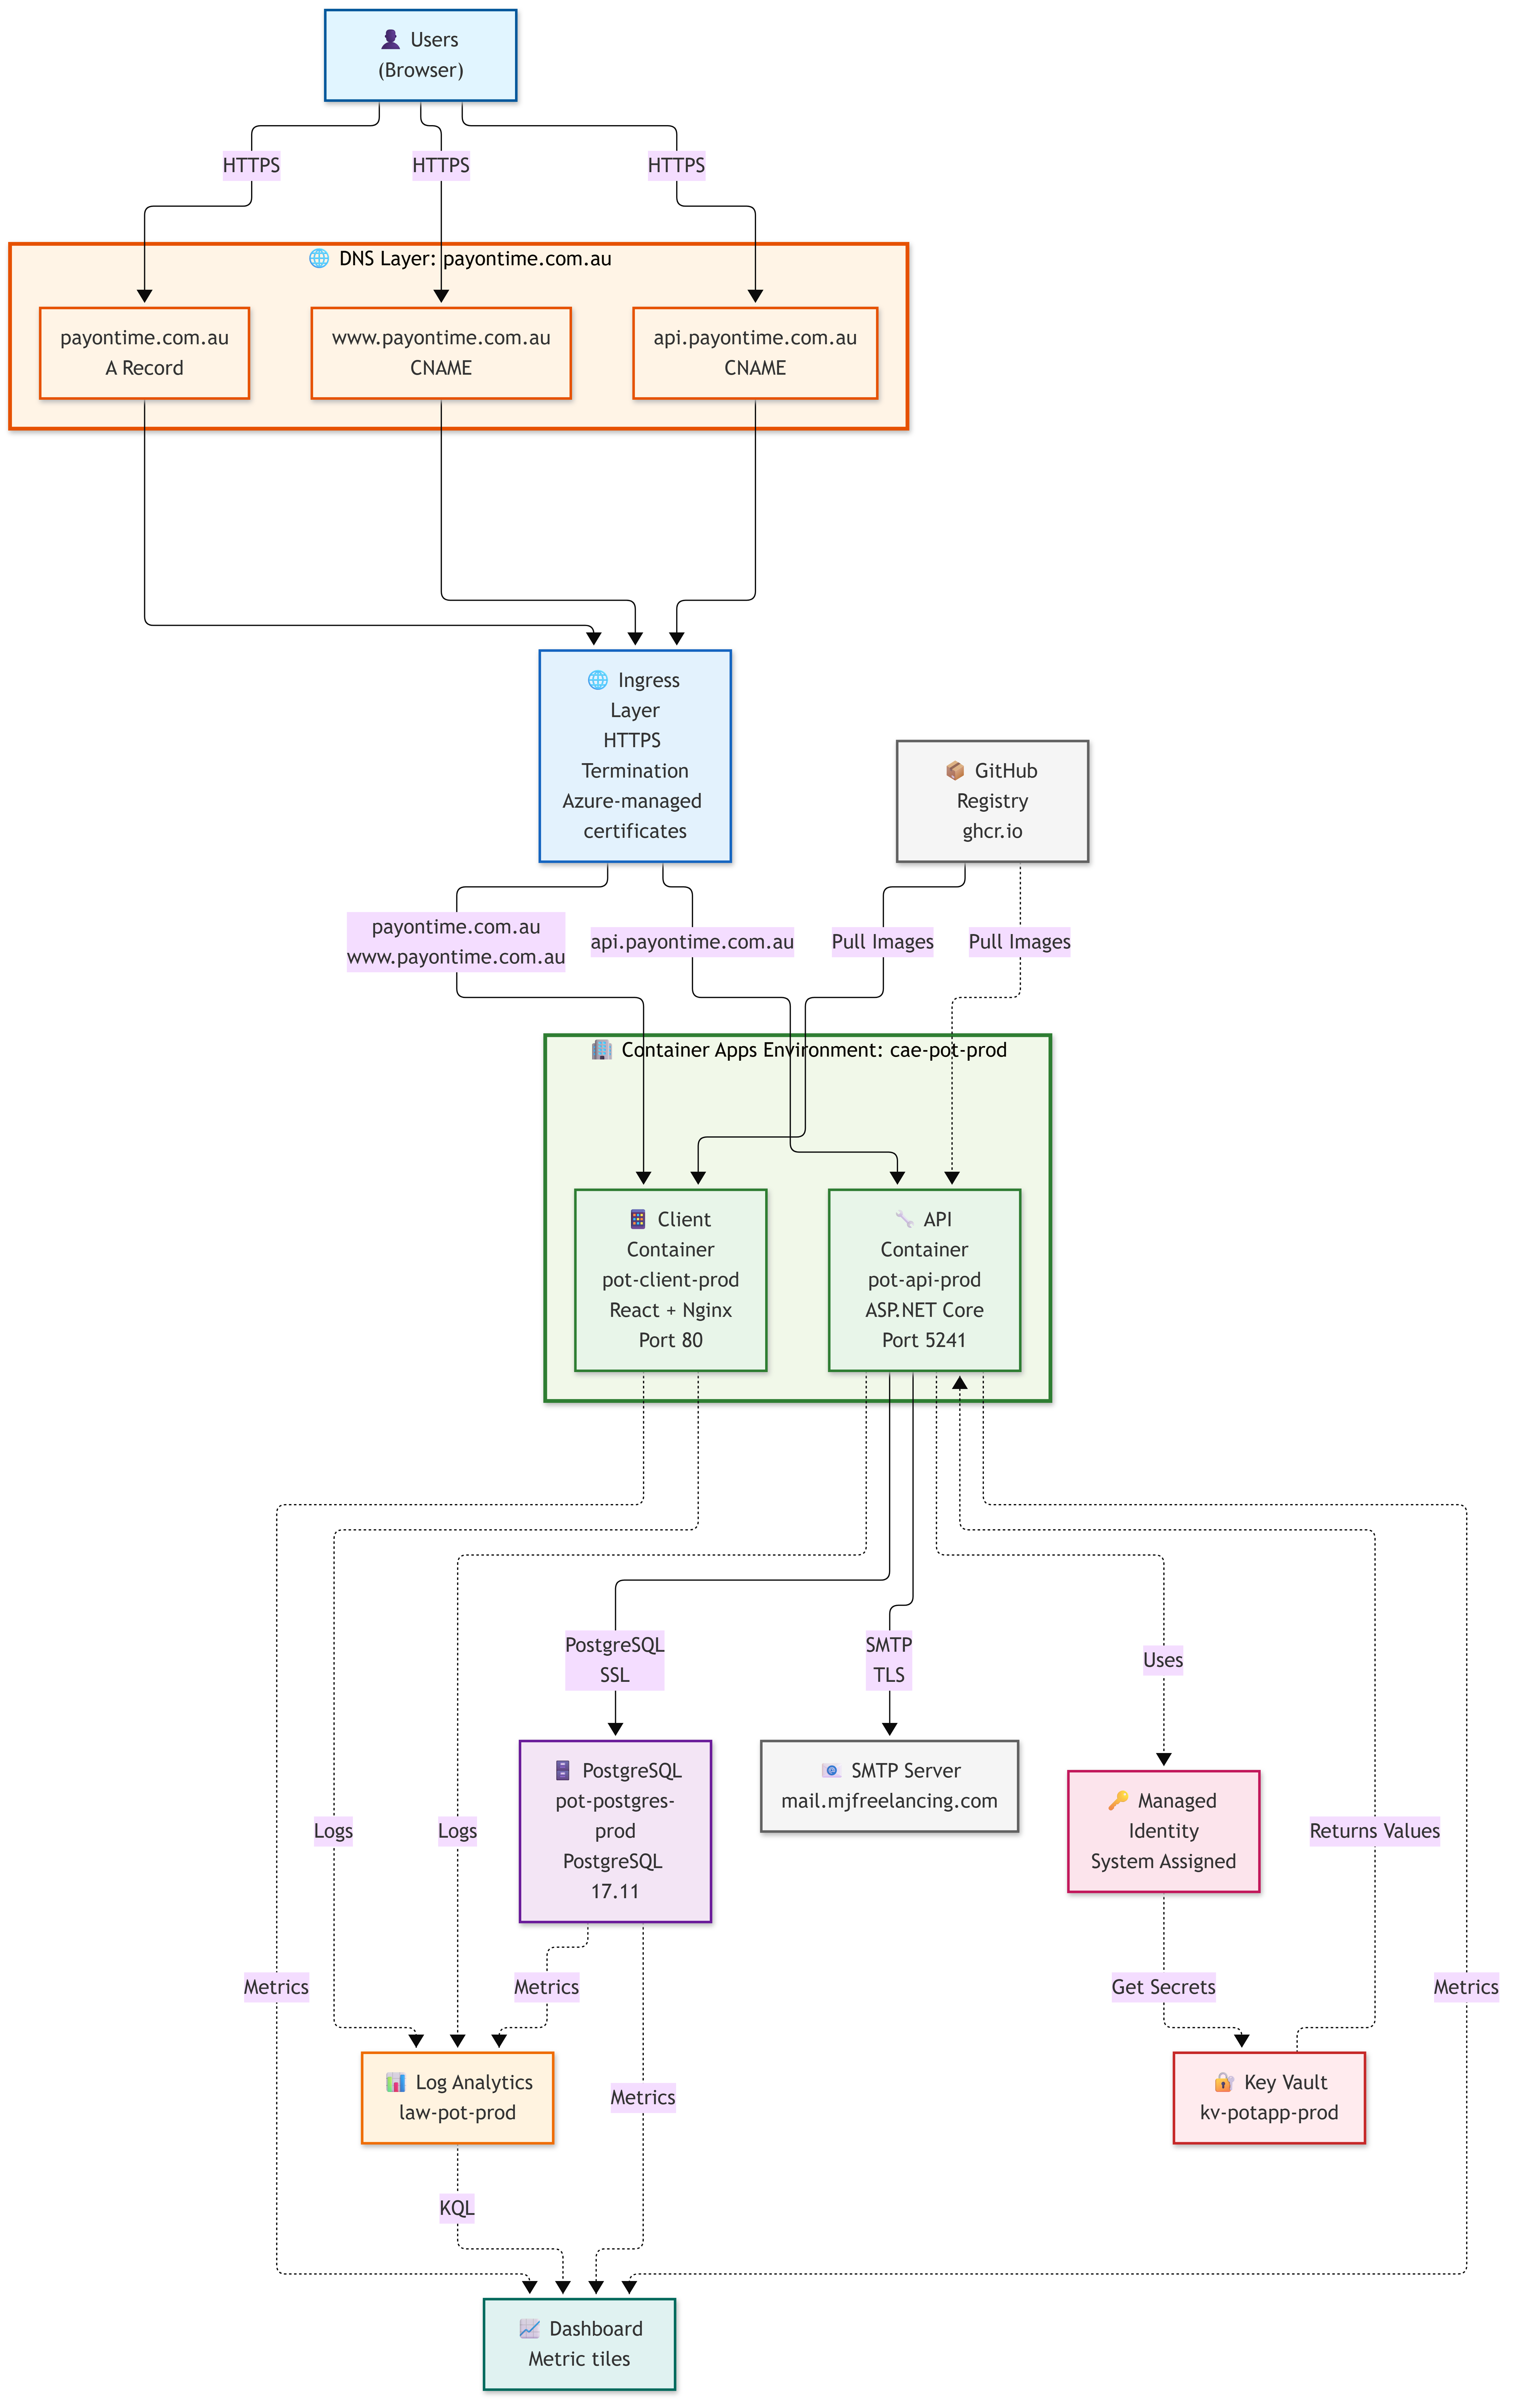 Users
(Browser)
HTTPS
HTTPS
HTTPS
DNS Layer: payontime.com.au
payontime.com.au
A Record
www.payontime.com.au
CNAME
api.payontime.com.au
CNAME
Ingress
Layer
HTTPS
Termination
Azure-managed
certificates
GitHub
Registry
ghcr.io
payontime.com.au
www.payontime.com.au
api.payontime.com.au
Pull Images
Pull Images
Container Apps Environment: cae-pot-prod
Client
Container
pot-client-prod
React + Nginx
Port 80
API
Container
pot-api-prod
ASP.NET Core
Port 5241
PostgreSQL
SSL
SMTP
TLS
Uses
PostgreSQL
pot-postgres-
prod
PostgreSQL
17.11
SMTP Server
mail.mjfreelancing.com
Managed
Identity
System Assigned
Logs
Logs
Returns Values
Metrics
Metrics
Get Secrets
Metrics
Log Analytics
law-pot-prod
Metrics
Key Vault
kv-potapp-prod
KQL
Dashboard
Metric tiles